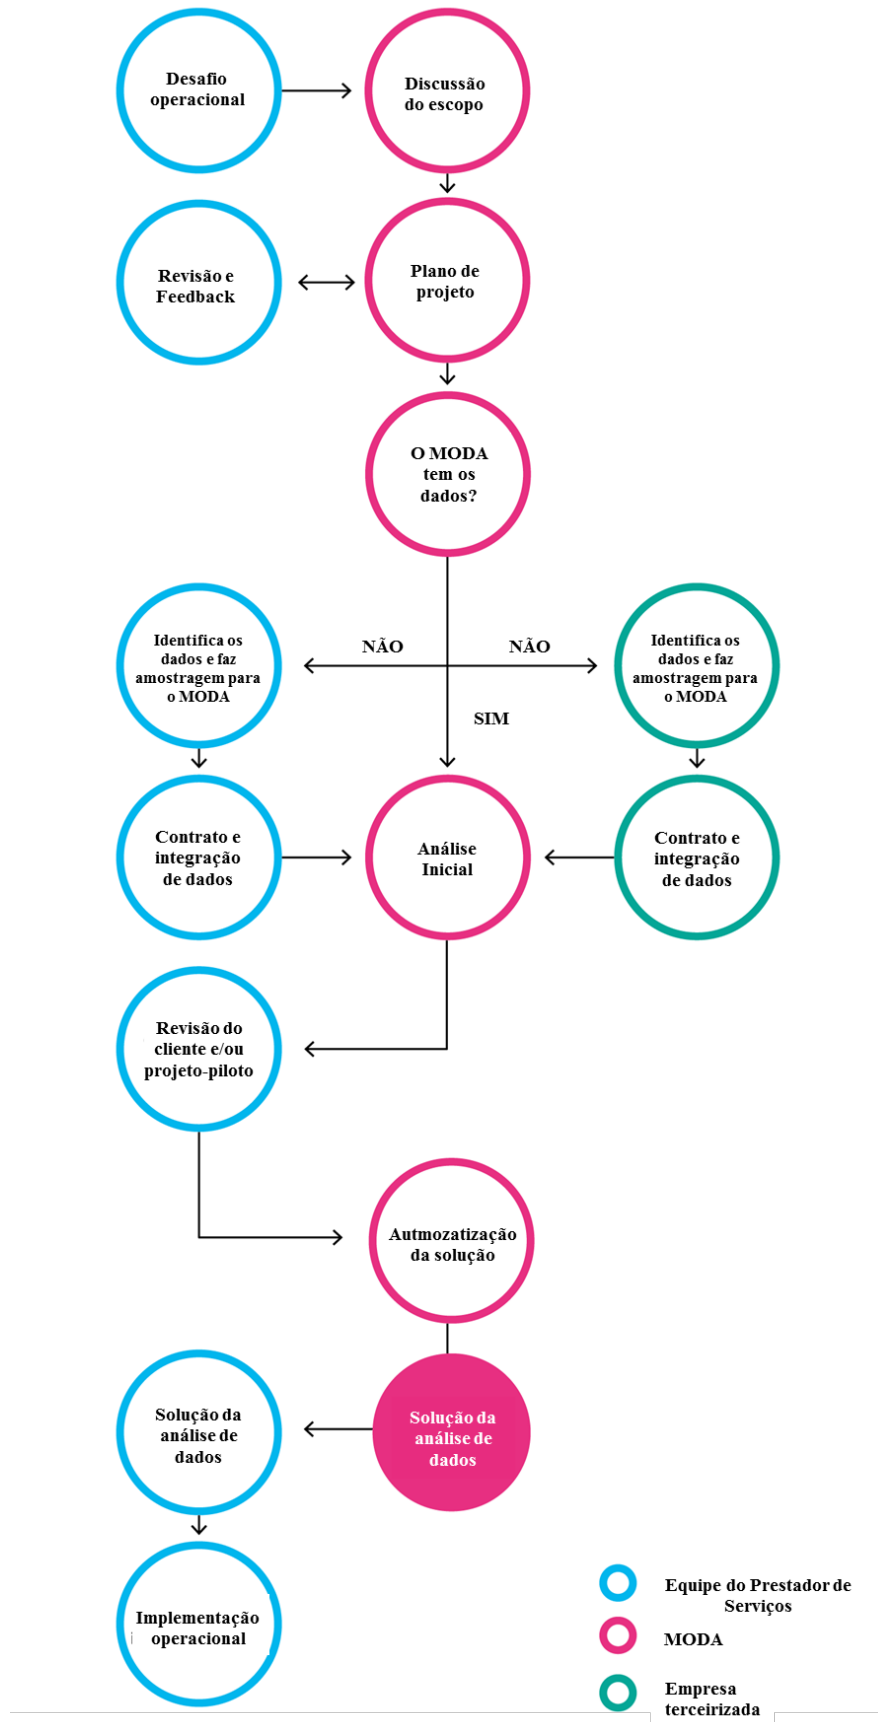 Desafio
operacional
Discussão
do escopo
Revisão e
Feedback
Plano de
projeto
O MODA
tem os
dados?
NÃO
NÃO
SIM
Identifica os
dados e faz
amostragem para
o MODA
Identifica os
dados e faz
amostragem para
o MODA
Contrato e
integração
de dados
Análise
Inicial
Contrato e
integração
de dados
Revisão do
cliente e/ou
projeto-piloto
Autmozatização
da solução
Solução da
análise de
dados
Solução da
análise de
dados
Implementação
operacional
Equipe do Prestador de
Serviços
MODA
Empresa
terceirizada